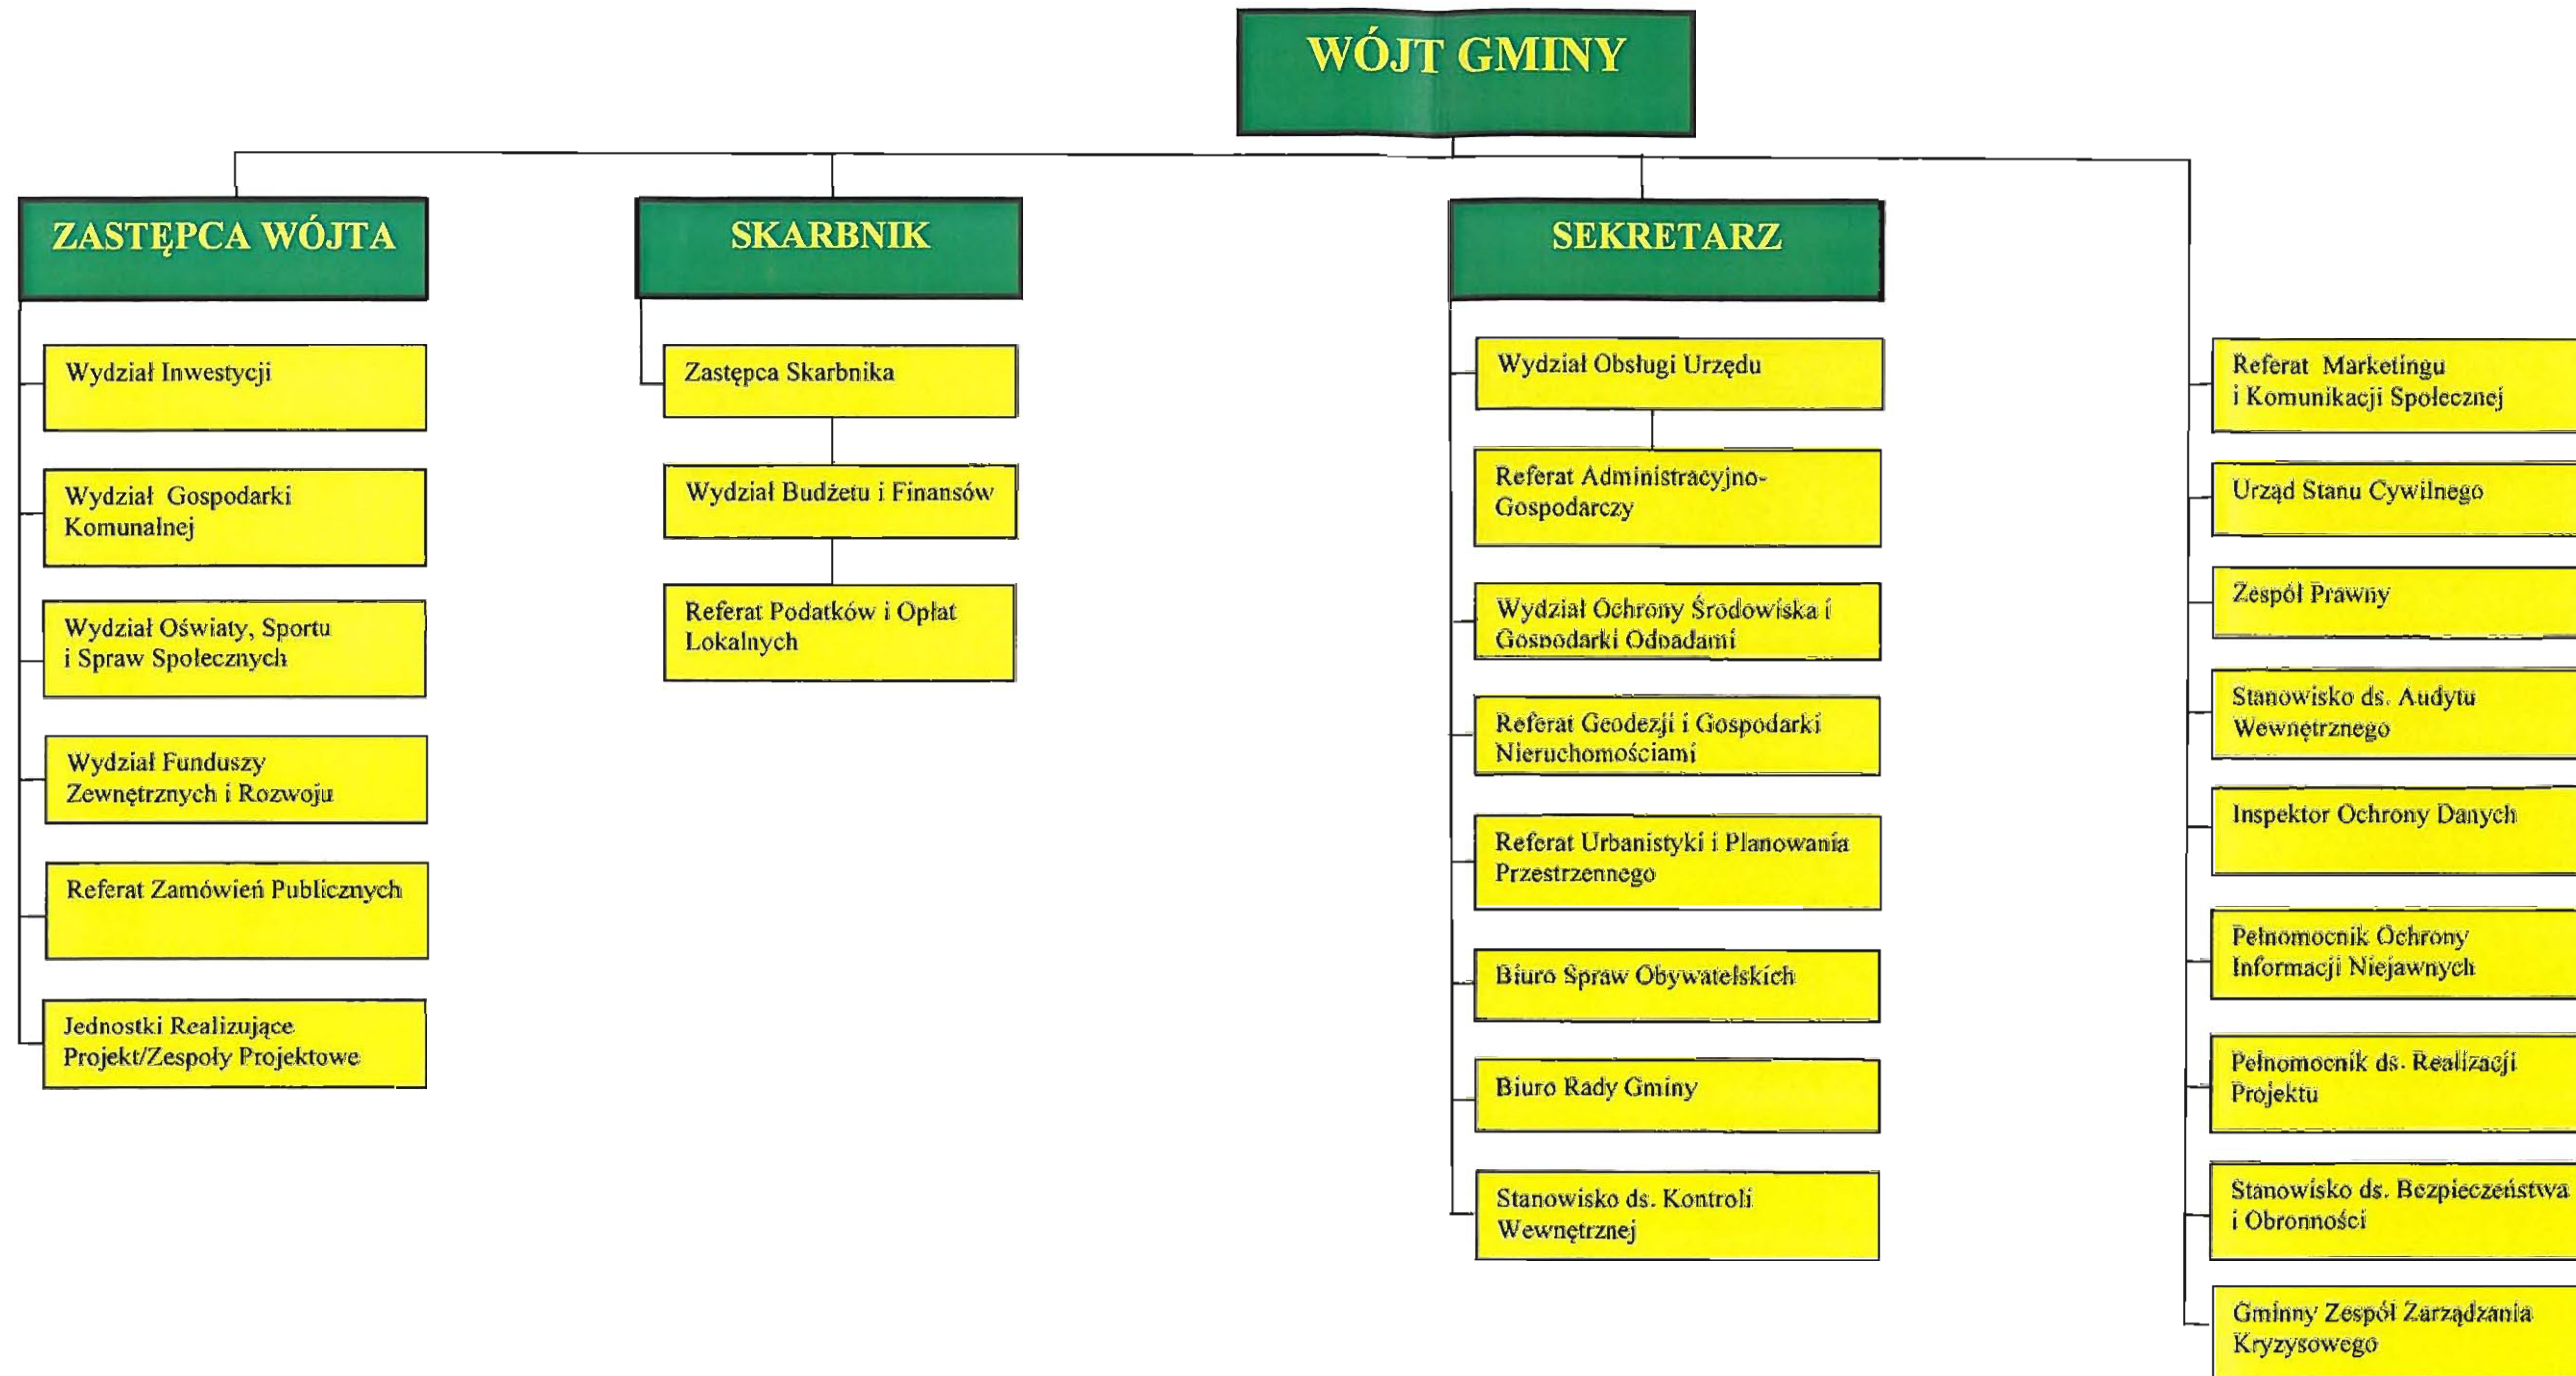 WÓJT GMINY
ZASTĘPCA WÓJTA
Wydział Inwestycji
Wydział Gospodarki
Komunalnej
Wydział Oświaty, Sportu
i Spraw Społecznych
Wydział Funduszy
Zewnętrznych i Rozwoju
Referat Zamówień Publicznych
Jednostki Realizujące
Projekt/Zespoły Projektowe
SKARBNIK
Zastępca Skarbnika
Wydział Budżetu i Finansów
Referat Podatków i Opłat
Lokalnych
SEKRETARZ
Wydział Obsługi Urzędu
Referat Administracyjno-
Gospodarczy
Wydział Ochrony Środowiska i
Gospodarki Odpadami
Referat Geodezji i Gospodarki
Nieruchomościami
Referat Urbanistyki i Planowania
Przestrzennego
Biuro Spraw Obywatelskich
Biuro Rady Gminy
Stanowisko ds. Kontroli
Wewnętrznej
Referat Marketingu
i Komunikacji Społecznej
Urząd Stanu Cywilnego
Zespół Prawny
Stanowisko ds. Audytu
Wewnętrznego
Inspektor Ochrony Danych
Pełnomocnik Ochrony
Informacji Niejawnych
Pełnomocnik ds. Realizacji
Projektu
Stanowisko ds. Bezpieczeństwa
i Obronności
Gminny Zespół Zarządzania
Kryzysowego